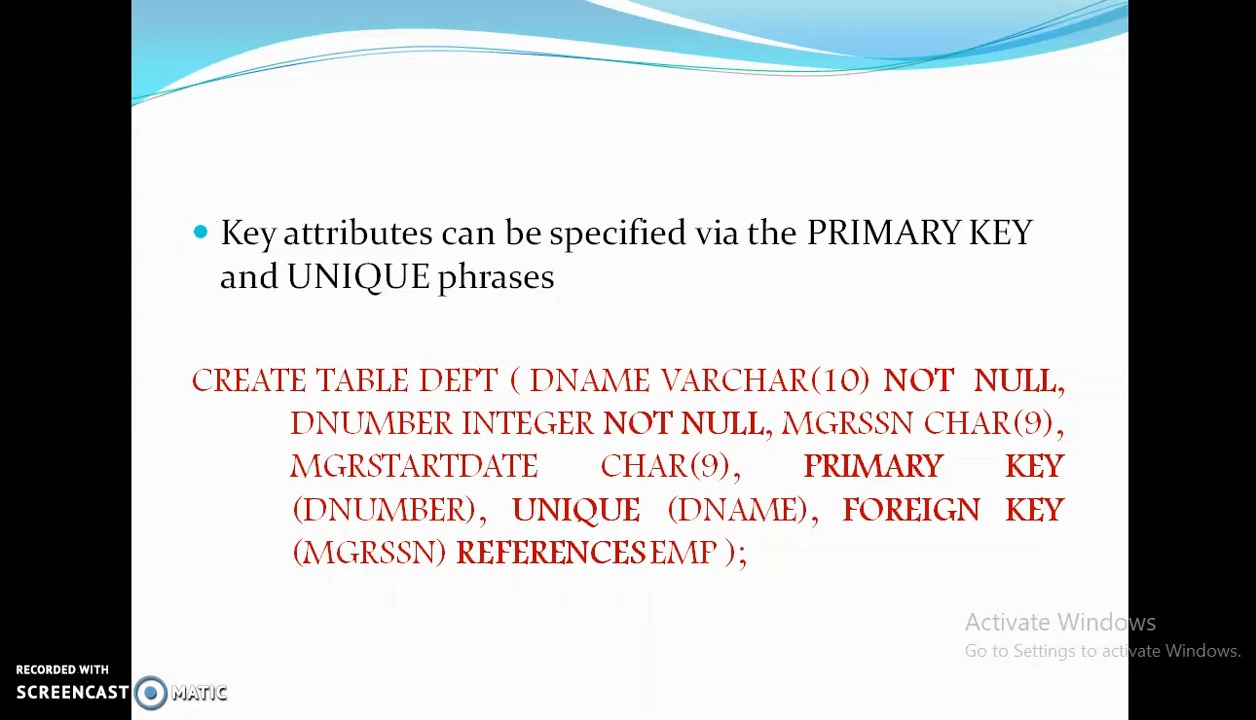 • Key attributes can be specified via the PRIMARY KEY
and UNIQUE phrases
CREATE TABLE DEPT ( DNAME VARCHAR(10) NOT NULL,
DNUMBER INTEGER NOT NULL, MGRSSN CHAR(9),
MGRSTARTDATE CHAR(9), PRIMARY KEY
(DNUMBER), UNIQUE (DNAME), FOREIGN KEY
(MGRSSN) REFERENCES EMP );
Activate Windows
Go to Settings to activate Windows.
RECORDED WITH
SCREENCAST MATIC